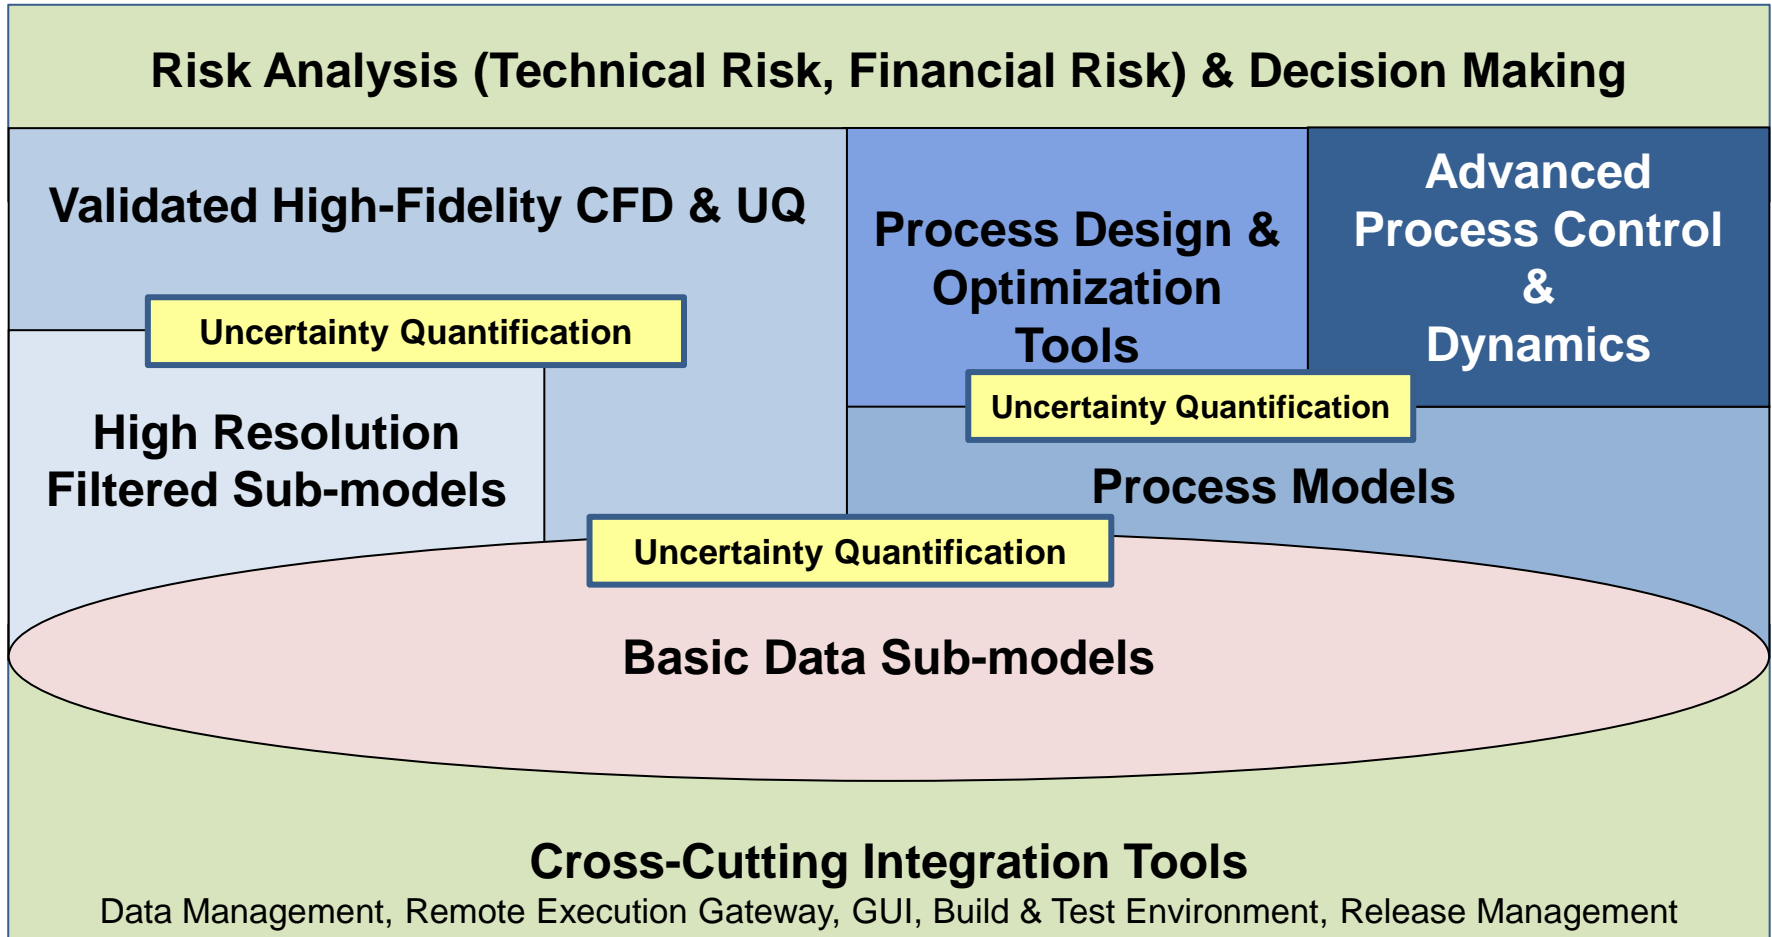 Risk Analysis (Technical Risk, Financial Risk) & Decision Making
Validated High-Fidelity CFD & UQ
Process Design &
Optimization
Tools
Advanced
Process Control
&
Dynamics
Uncertainty Quantification
Uncertainty Quantification
High Resolution
Filtered Sub-models
Process Models
Uncertainty Quantification
Basic Data Sub-models
Cross-Cutting Integration Tools
Data Management, Remote Execution Gateway, GUI, Build & Test Environment, Release Management